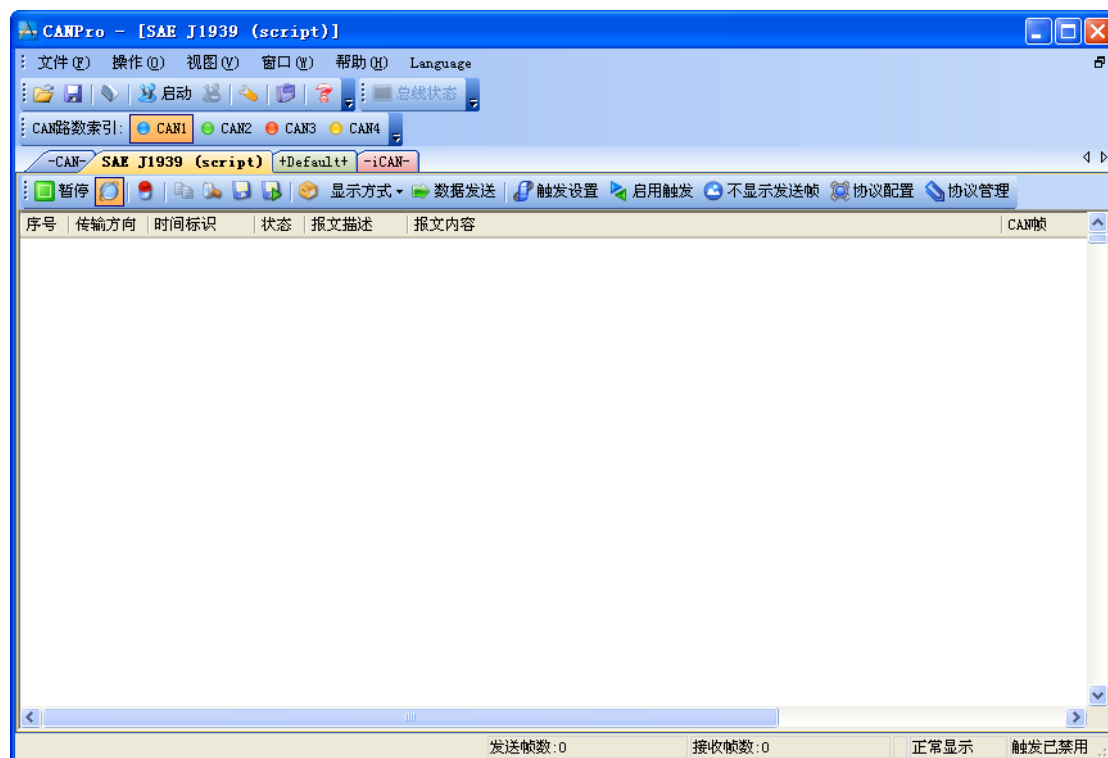 CANPro - [SAE J1939 (script)]
文件(F) 操作(O) 视图(V) 窗口(W) 帮助(H) Language
启动 总线状态
CAN路数索引: CAN1 CAN2 CAN3 CAN4
-CAN- SAE J1939 (script) +Default+ -iCAN-
暂停 显示方式 数据发送 触发设置 启用触发 不显示发送帧 协议配置 协议管理
序号 传输方向 时间标识 状态 报文描述 报文内容 CAN帧
发送帧数:0 接收帧数:0 正常显示 触发已禁用